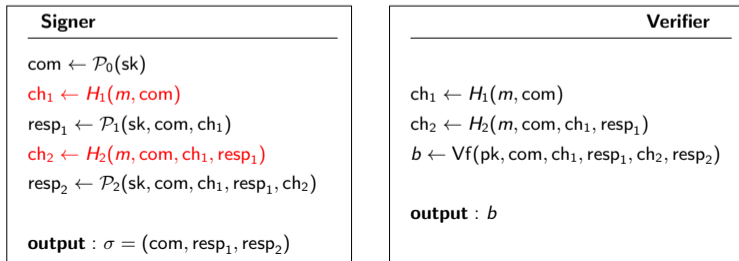 Signer
com ← 𝒫₀(sk)
ch₁ ← H₁(m, com)
resp₁ ← 𝒫₁(sk, com, ch₁)
ch₂ ← H₂(m, com, ch₁, resp₁)
resp₂ ← 𝒫₂(sk, com, ch₁, resp₁, ch₂)
output : σ = (com, resp₁, resp₂)
Verifier
ch₁ ← H₁(m, com)
ch₂ ← H₂(m, com, ch₁, resp₁)
b ← Vf(pk, com, ch₁, resp₁, ch₂, resp₂)
output : b